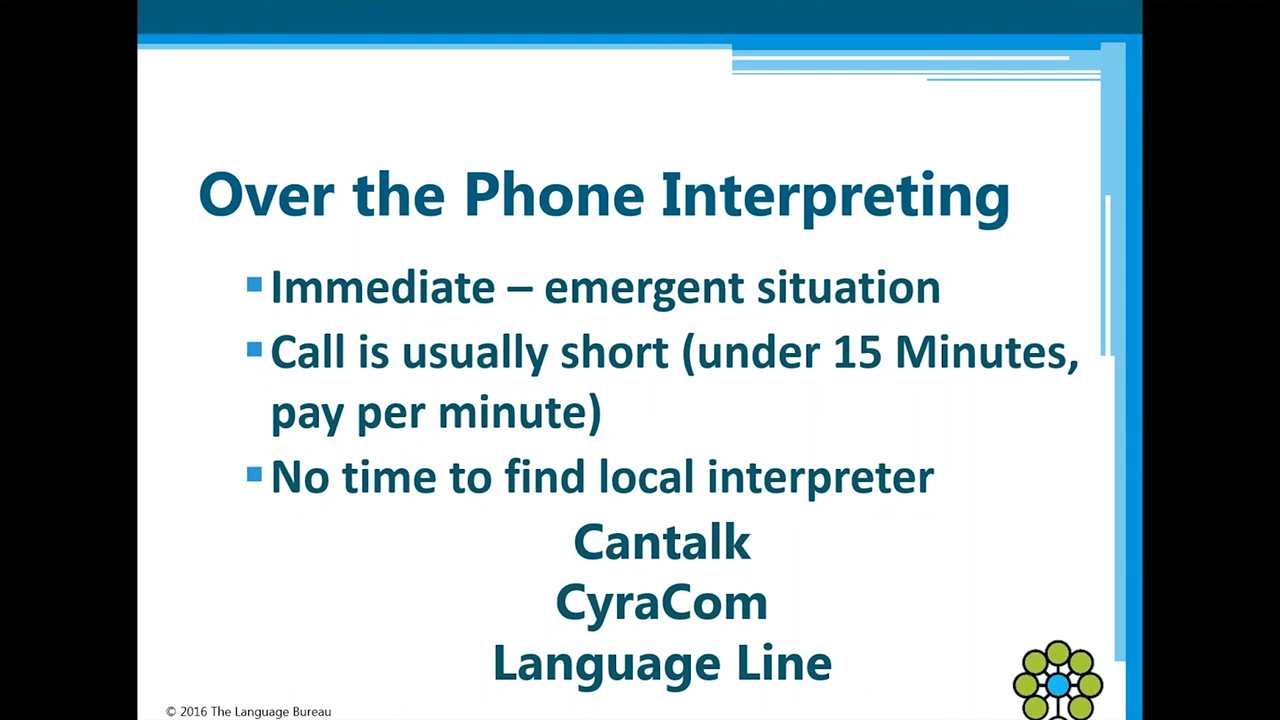 Over the Phone Interpreting
▪Immediate – emergent situation
▪Call is usually short (under 15 Minutes,
pay per minute)
▪No time to find local interpreter
Cantalk
CyraCom
Language Line
© 2016 The Language Bureau